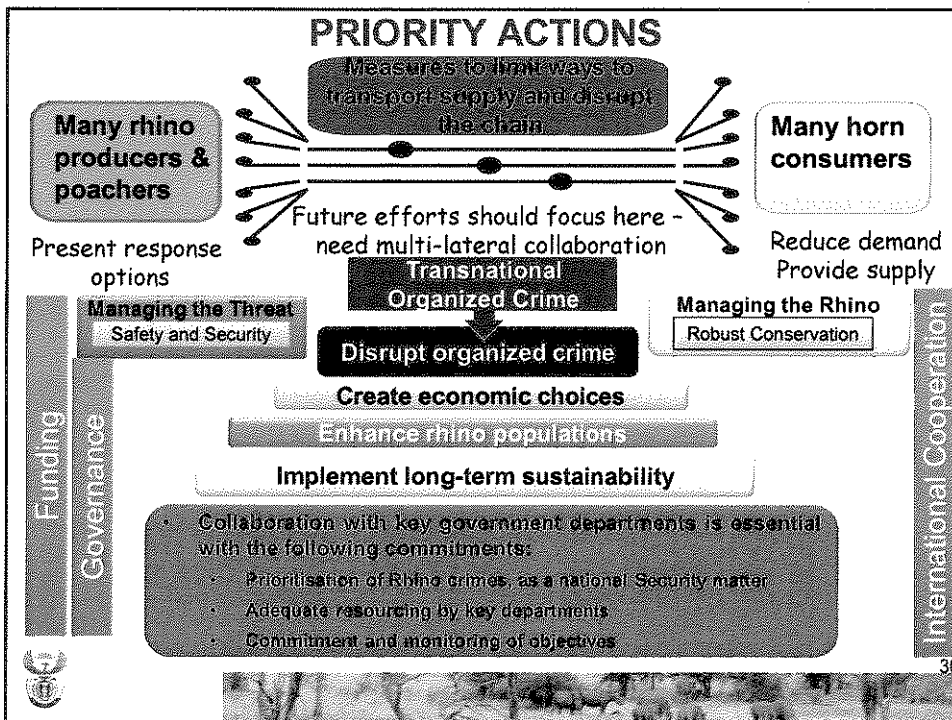 PRIORITY ACTIONS
Measures to limit ways to
transport supply and disrupt
the chain
Many rhino
producers &
poachers
Many horn
consumers
Future efforts should focus here -
need multi-lateral collaboration
Present response
options
Reduce demand
Provide supply
Transnational
Organized Crime
Managing the Threat
Safety and Security
Managing the Rhino
Robust Conservation
Disrupt organized crime
Create economic choices
Enhance rhino populations
Implement long-term sustainability
Funding
Governance
International Cooperation
• Collaboration with key government departments is essential
with the following commitments:
• Prioritisation of Rhino crimes, as a national Security matter
• Adequate resourcing by key departments
• Commitment and monitoring of objectives